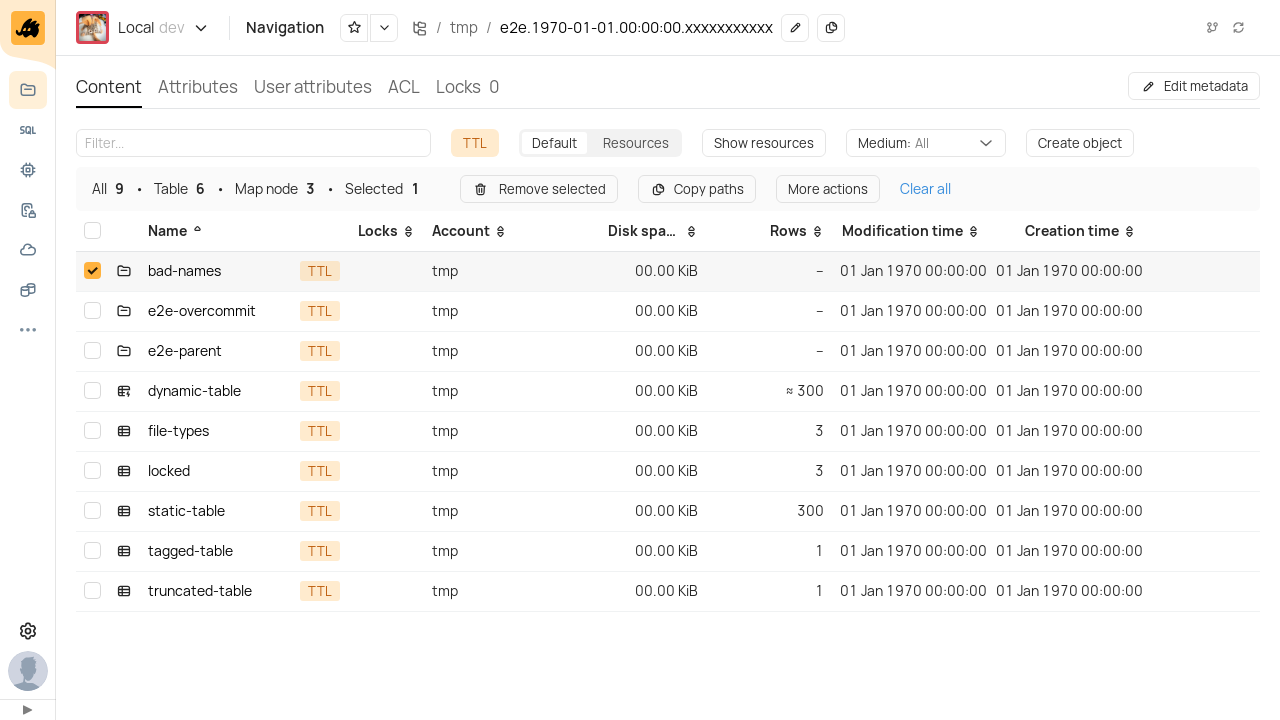 Local dev Navigation / tmp / e2e.1970-01-01.00:00:00.xxxxxxxxxxx
Content Attributes User attributes ACL Locks 0 Edit metadata
Filter... TTL Default Resources Show resources Medium: All Create object
SQL
All 9 • Table 6 • Map node 3 • Selected 1 Remove selected Copy paths More actions Clear all
Name Locks Account Disk spa... Rows Modification time Creation time
bad-names TTL tmp 00.00 KiB – 01 Jan 1970 00:00:00 01 Jan 1970 00:00:00
e2e-overcommit TTL tmp 00.00 KiB – 01 Jan 1970 00:00:00 01 Jan 1970 00:00:00
e2e-parent TTL tmp 00.00 KiB – 01 Jan 1970 00:00:00 01 Jan 1970 00:00:00
dynamic-table TTL tmp 00.00 KiB ≈ 300 01 Jan 1970 00:00:00 01 Jan 1970 00:00:00
file-types TTL tmp 00.00 KiB 3 01 Jan 1970 00:00:00 01 Jan 1970 00:00:00
locked TTL tmp 00.00 KiB 3 01 Jan 1970 00:00:00 01 Jan 1970 00:00:00
static-table TTL tmp 00.00 KiB 300 01 Jan 1970 00:00:00 01 Jan 1970 00:00:00
tagged-table TTL tmp 00.00 KiB 1 01 Jan 1970 00:00:00 01 Jan 1970 00:00:00
truncated-table TTL tmp 00.00 KiB 1 01 Jan 1970 00:00:00 01 Jan 1970 00:00:00